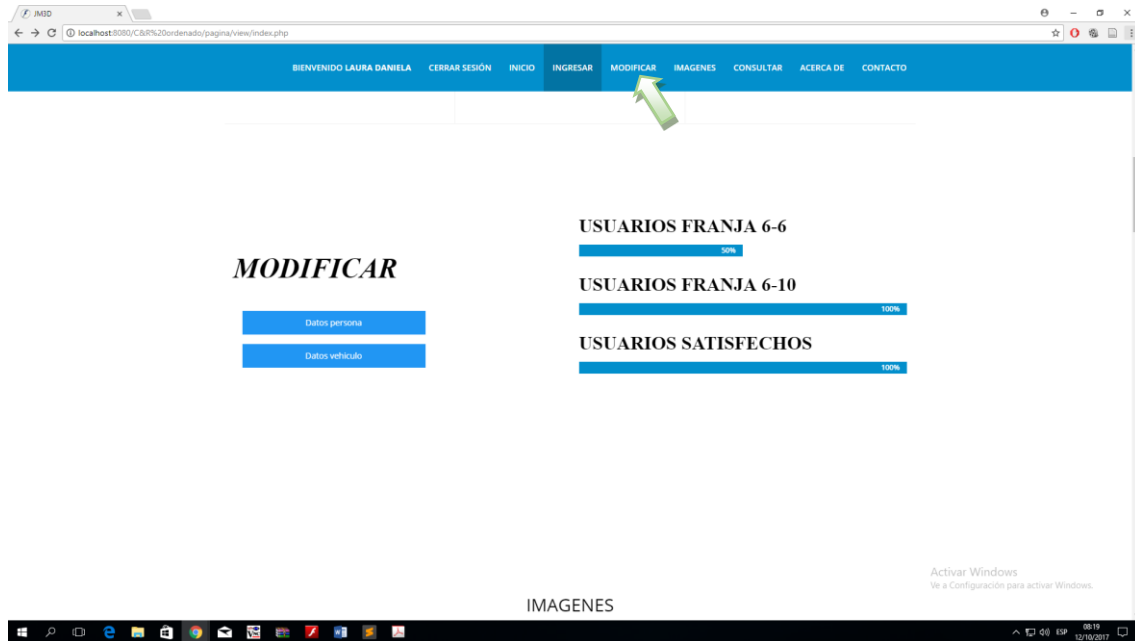 JM3D
localhost:8080/C&R%20ordenado/pagina/view/index.php
BIENVENIDO LAURA DANIELA CERRAR SESIÓN INICIO INGRESAR MODIFICAR IMAGENES CONSULTAR ACERCA DE CONTACTO
MODIFICAR
Datos persona
Datos vehiculo
USUARIOS FRANJA 6-6
50%
USUARIOS FRANJA 6-10
100%
USUARIOS SATISFECHOS
100%
Activar Windows
Ve a Configuración para activar Windows.
IMAGENES
ESP
08:19
12/10/2017